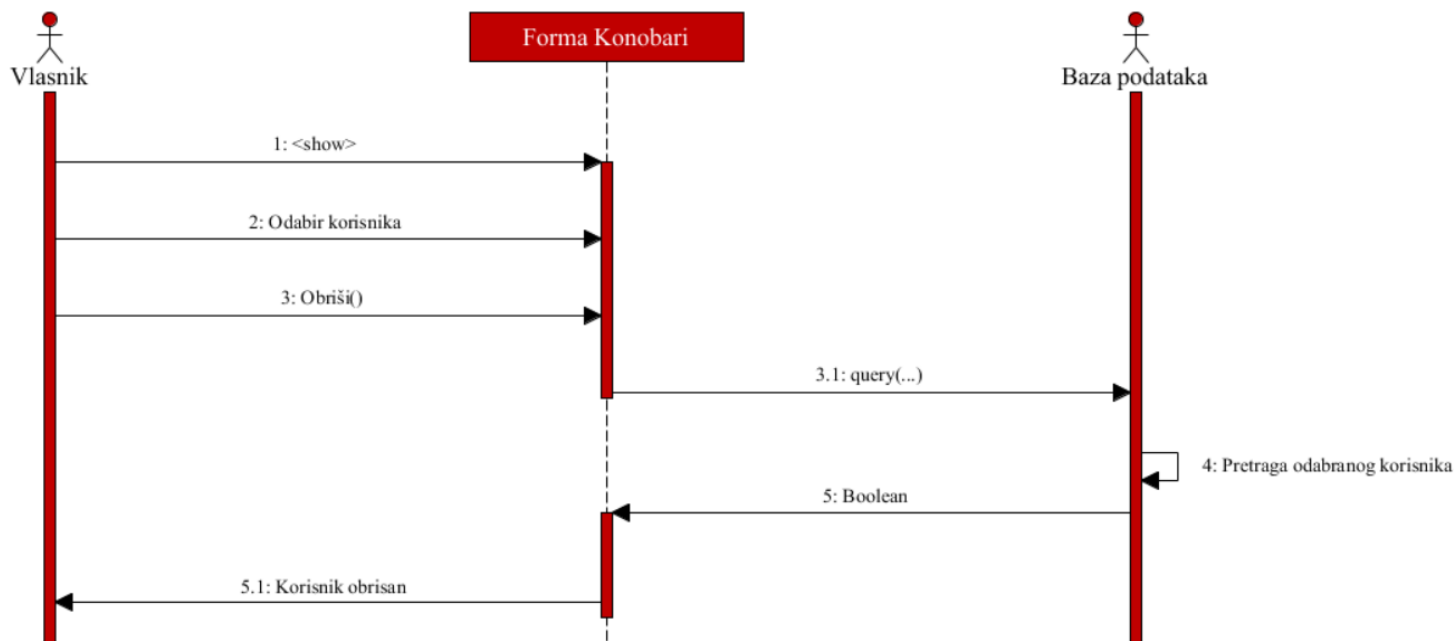 Forma Konobari
Vlasnik
Baza podataka
1: <show>
2: Odabir korisnika
3: Obriši()
3.1: query(...)
4: Pretraga odabranog korisnika
5: Boolean
5.1: Korisnik obrisan